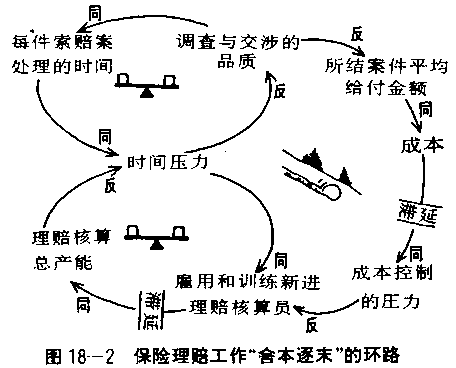 同
每件索赔案
处理的时间
调查与交涉的
品质
反
所结案件平均
给付金额
同
成本
滞延
同
成本控制
的压力
反
雇用和训练新进
理赔核算员
同
滞延
同
理赔核算
总产能
反
时间压力
同
反
图18-2 保险理赔工作“舍本逐末”的环路